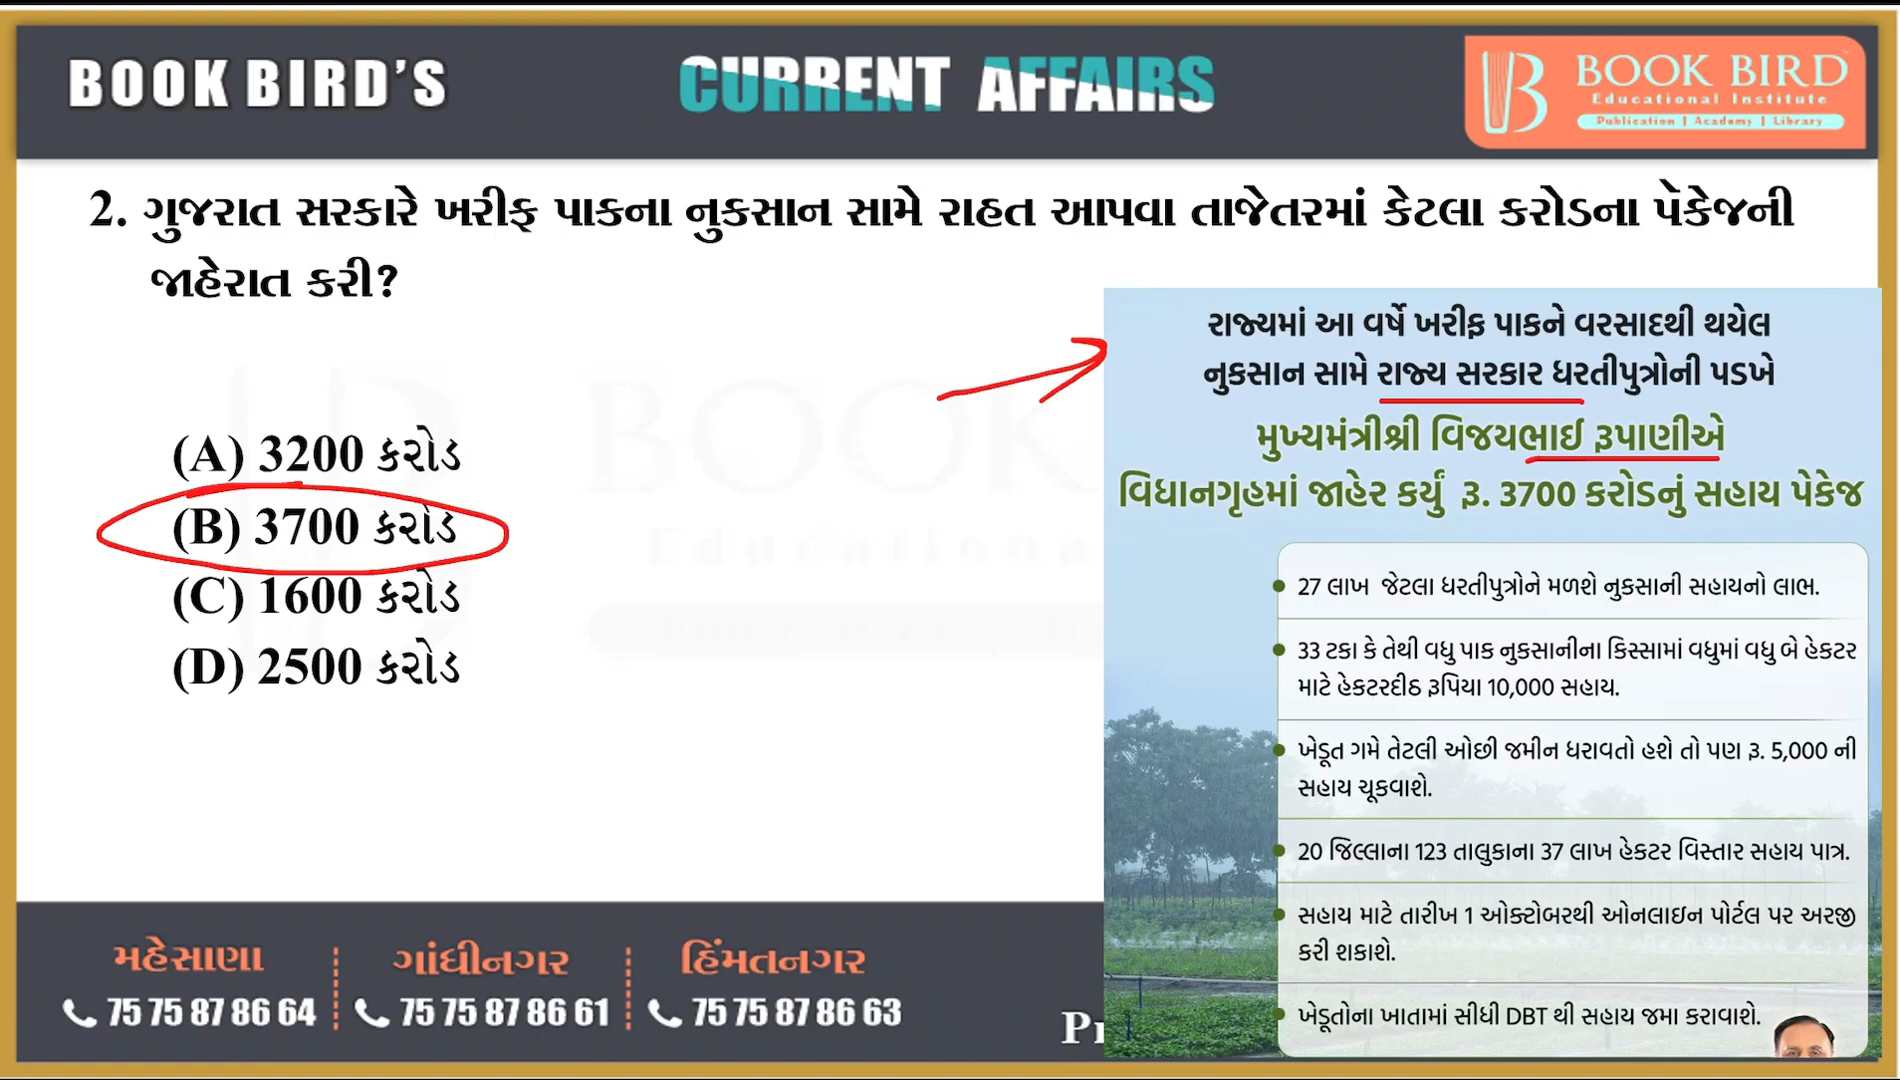 BOOK BIRD'S
CURRENT AFFAIRS
BOOK BIRD
Educational Institute
Publication | Academy | Library
2. ગુજરાત સરકારે ખરીફ પાકના નુકસાન સામે રાહત આપવા તાજેતરમાં કેટલા કરોડના પેકેજની
જાહેરાત કરી?
(A) 3200 કરોડ
(B) 3700 કરોડ
(C) 1600 કરોડ
(D) 2500 કરોડ
રાજ્યમાં આ વર્ષે ખરીફ પાકને વરસાદથી થયેલ
નુકસાન સામે રાજ્ય સરકાર ધરતીપુત્રોની પડખે
મુખ્યમંત્રીશ્રી વિજયભાઈ રૂપાણીએ
વિધાનગૃહમાં જાહેર કર્યું રૂ. 3700 કરોડનું સહાય પેકેજ
27 લાખ જેટલા ધરતીપુત્રોને મળશે નુકસાની સહાયનો લાભ.
33 ટકા કે તેથી વધુ પાક નુકસાનીના કિસ્સામાં વધુમાં વધુ બે હેકટર
માટે હેકટરદીઠ રૂપિયા 10,000 સહાય.
ખેડૂત ગમે તેટલી ઓછી જમીન ધરાવતો હશે તો પણ રૂ. 5,000 ની
સહાય ચૂકવાશે.
20 જિલ્લાના 123 તાલુકાના 37 લાખ હેકટર વિસ્તાર સહાય પાત્ર.
સહાય માટે તારીખ 1 ઓક્ટોબરથી ઓનલાઇન પોર્ટલ પર અરજી
કરી શકાશે.
ખેડૂતોના ખાતામાં સીધી DBT થી સહાય જમા કરાવાશે.
BOOK
Educationa
મહેસાણા
75 75 87 86 64
ગાંધીનગર
75 75 87 86 61
હિંમતનગર
75 75 87 86 63